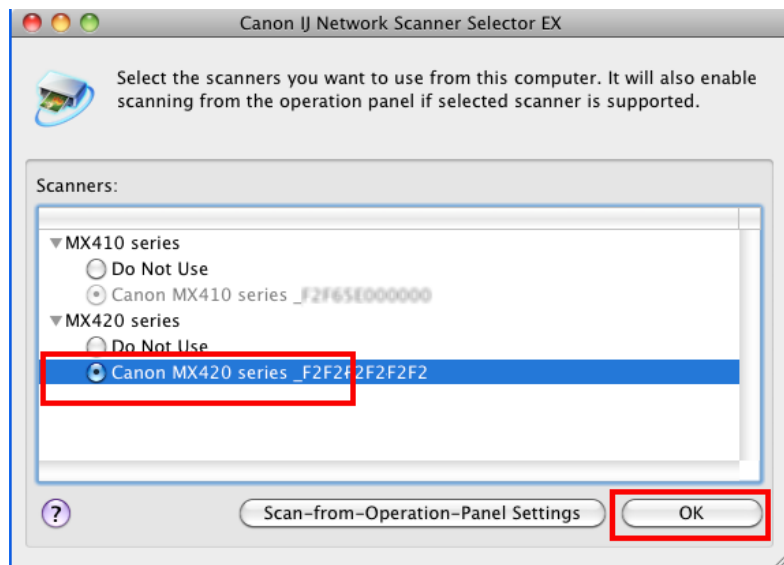 Canon IJ Network Scanner Selector EX
Select the scanners you want to use from this computer. It will also enable
scanning from the operation panel if selected scanner is supported.
Scanners:
MX410 series
Do Not Use
Canon MX410 series _F2F65E000000
MX420 series
Do Not Use
Canon MX420 series _F2F2F2F2F2F2
?
Scan-from-Operation-Panel Settings
OK